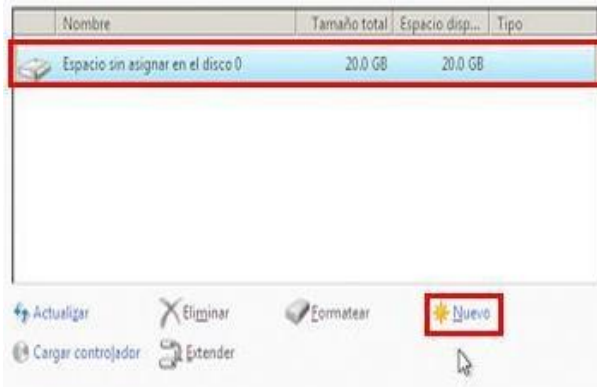 Nombre Tamaño total Espacio disp... Tipo
Espacio sin asignar en el disco 0 20.0 GB 20.0 GB
Actualizar Eliminar Formatear Nuevo
Cargar controlador Extender